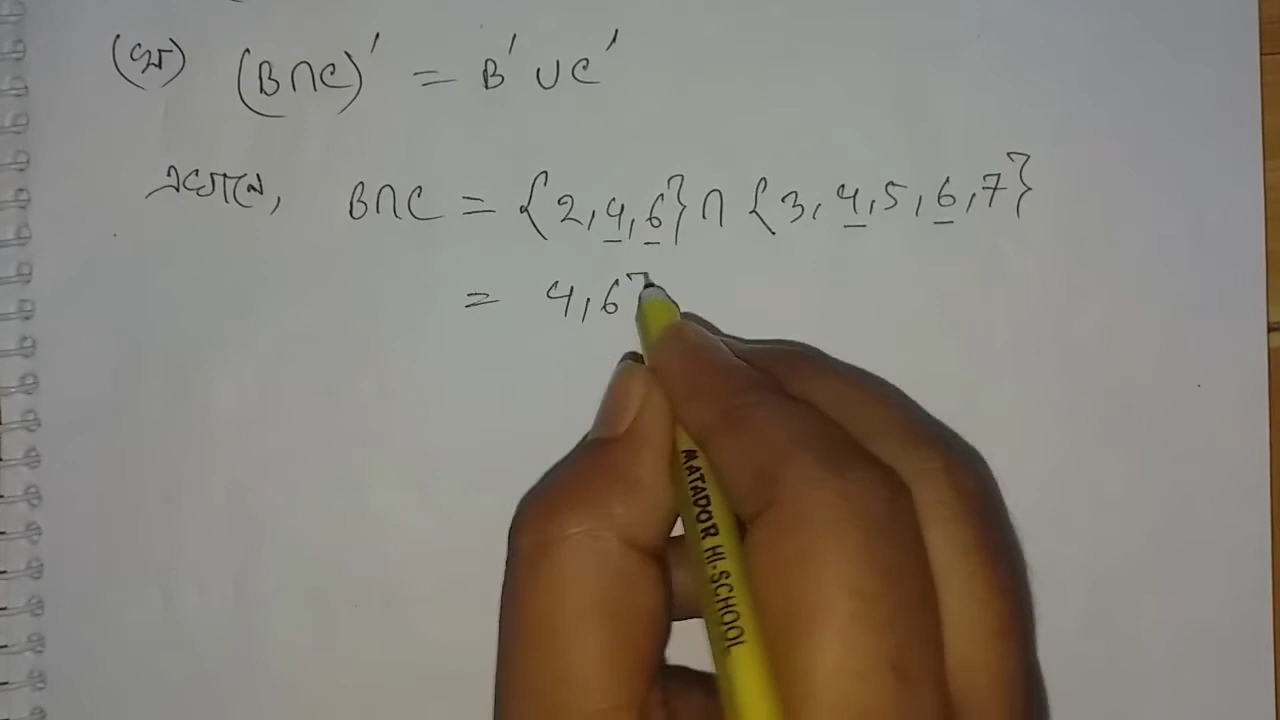 (খ) (B∩C)′ = B′ ∪ C′
এখানে, B∩C = {2, 4, 6} ∩ {3, 4, 5, 6, 7}
= 4, 6
MATADOR HI-SCHOOL